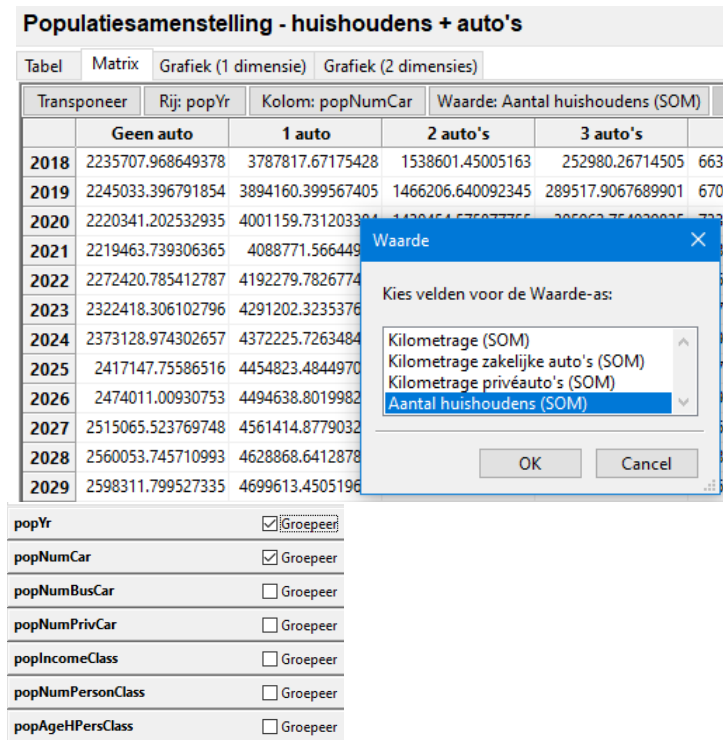 Populatiesamenstelling - huishoudens + auto's
Tabel Matrix Grafiek (1 dimensie) Grafiek (2 dimensies)
Transponeer Rij: popYr Kolom: popNumCar Waarde: Aantal huishoudens (SOM)
Geen auto 1 auto 2 auto's 3 auto's
2018 2235707.968649378 3787817.67175428 1538601.45005163 252980.26714505 663
2019 2245033.396791854 3894160.399567405 1466206.640092345 289517.9067689901 670
2020 2220341.202532935
2021 2219463.739306365 4088771.566449
2022 2272420.785412787 4192279.7826774
2023 2322418.306102796 4291202.3235376
2024 2373128.974302657 4372225.7263484
2025 2417147.75586516 4454823.4844970
2026 2474011.00930753 4494638.8019982
2027 2515065.523769748 4561414.8779032
2028 2560053.745710993 4628868.6412878
2029 2598311.799527335 4699613.4505196
Waarde
Kies velden voor de Waarde-as:
Kilometrage (SOM)
Kilometrage zakelijke auto's (SOM)
Kilometrage privéauto's (SOM)
Aantal huishoudens (SOM)
OK Cancel
popYr Groepeer
popNumCar Groepeer
popNumBusCar Groepeer
popNumPrivCar Groepeer
popIncomeClass Groepeer
popNumPersonClass Groepeer
popAgeHPersClass Groepeer